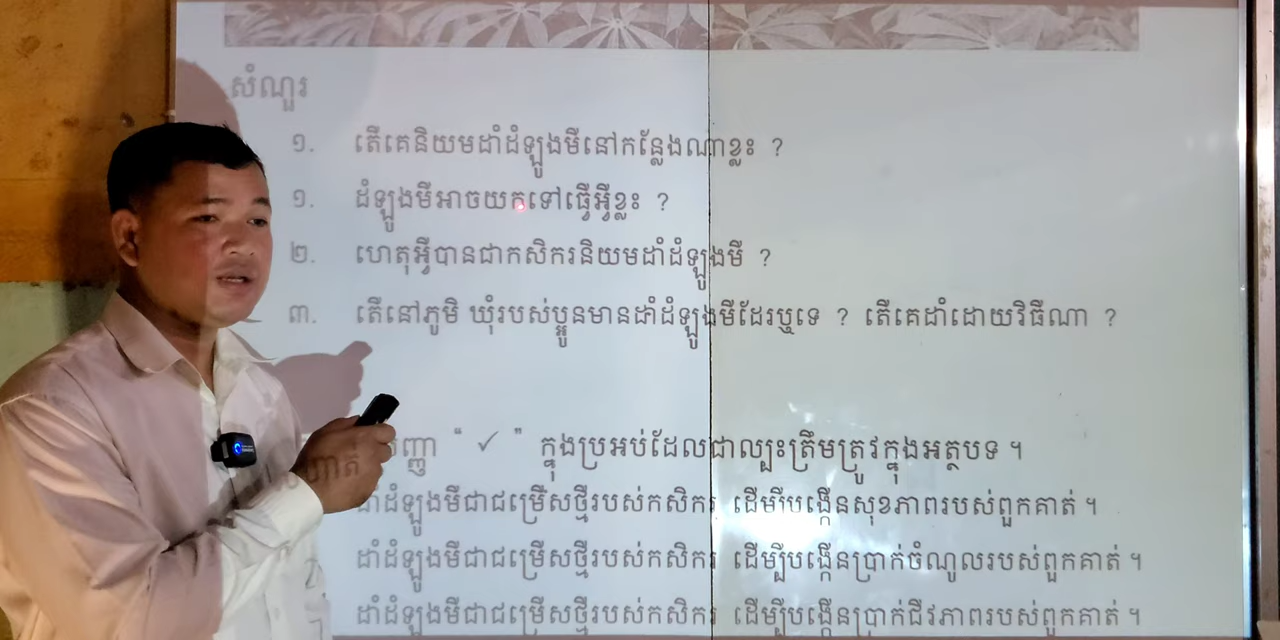 សំណួរ
១. តើគេនិយមដាំដំឡូងមីនៅកន្លែងណាខ្លះ ?
១. ដំឡូងមីអាចយកទៅធ្វើអ្វីខ្លះ ?
២. ហេតុអ្វីបានជាកសិករនិយមដាំដំឡូងមី ?
៣. តើនៅភូមិ ឃុំរបស់ប្អូនមានដាំដំឡូងមីដែរឬទេ ? តើគេដាំដោយវិធីណា ?
" ✓ " ក្នុងប្រអប់ដែលជាល្បះត្រឹមត្រូវក្នុងអត្ថបទ ។
ដាំដំឡូងមីជាជម្រើសថ្មីរបស់កសិករ ដើម្បីបង្កើនសុខភាពរបស់ពួកគាត់ ។
ដាំដំឡូងមីជាជម្រើសថ្មីរបស់កសិករ ដើម្បីបង្កើនប្រាក់ចំណូលរបស់ពួកគាត់ ។
ដាំដំឡូងមីជាជម្រើសថ្មីរបស់កសិករ ដើម្បីបង្កើនប្រាក់ជីវភាពរបស់ពួកគាត់ ។